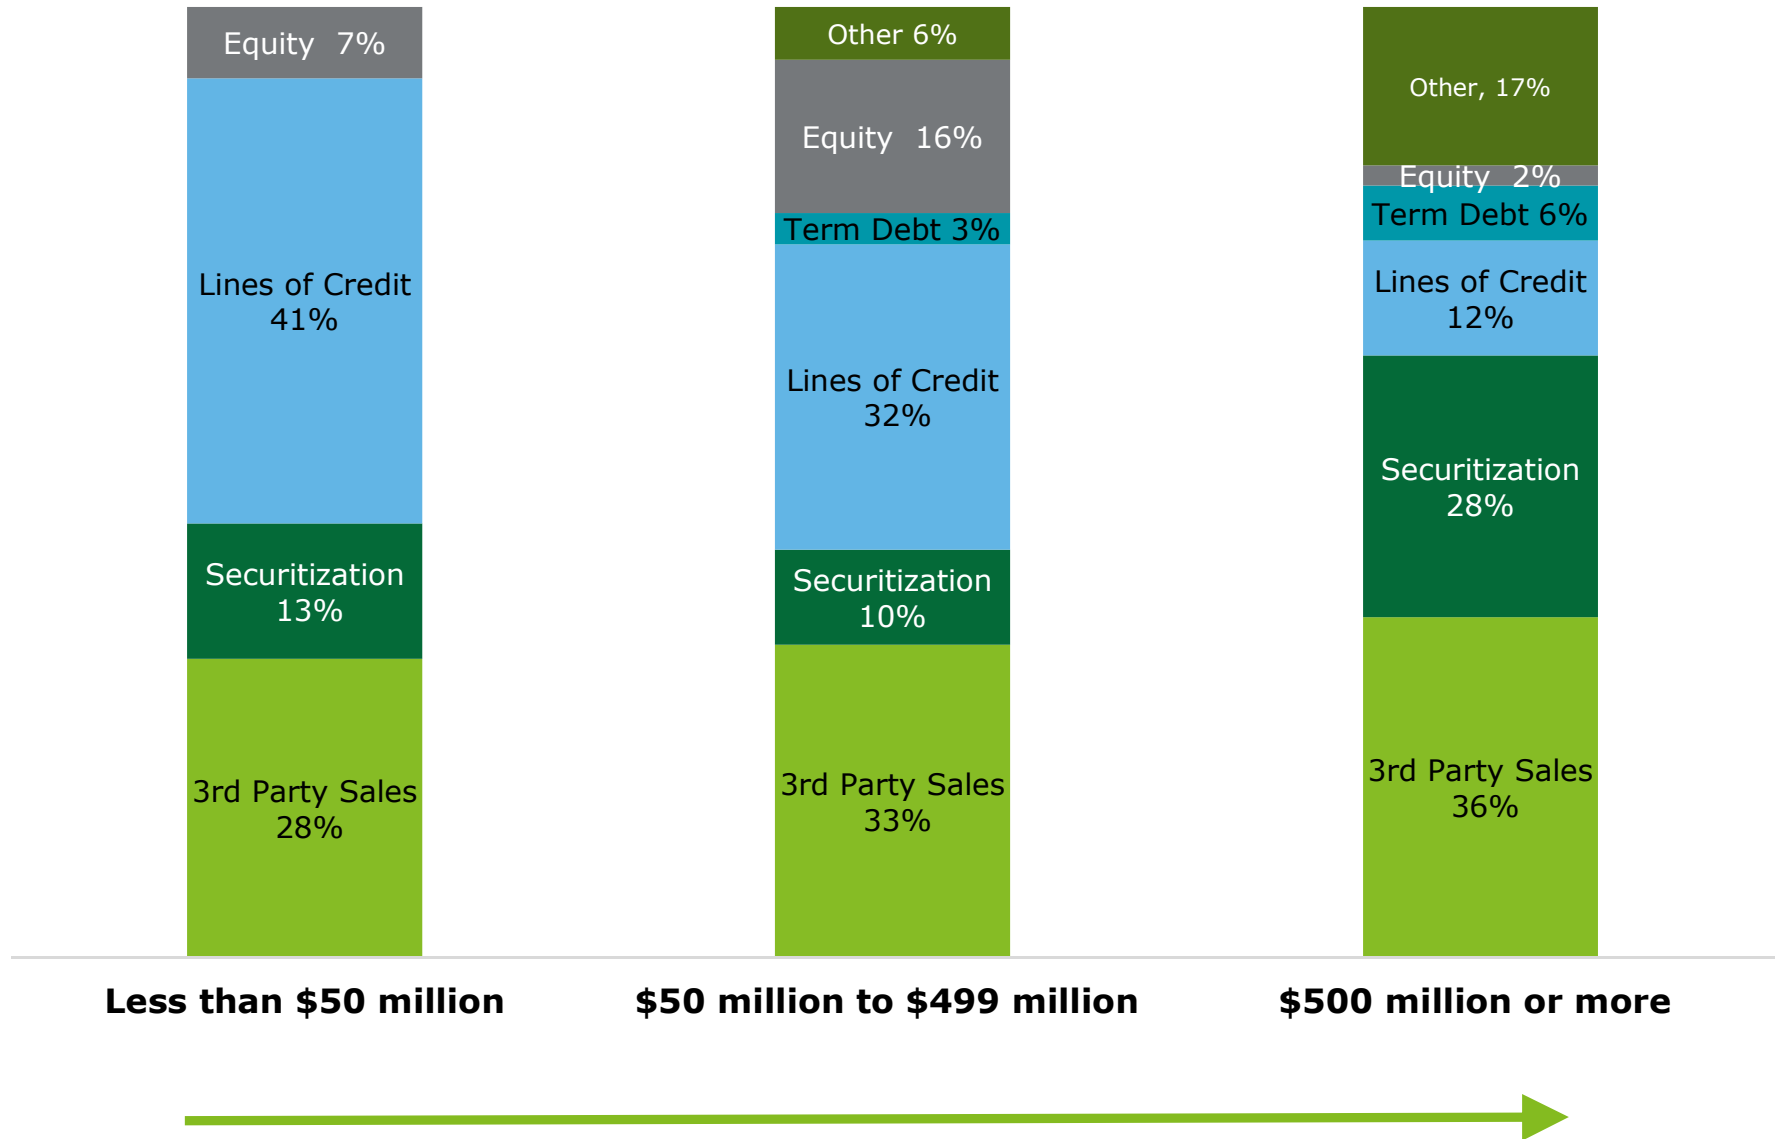 Equity 7%
Lines of Credit
41%
Securitization
13%
3rd Party Sales
28%
Other 6%
Equity 16%
Term Debt 3%
Lines of Credit
32%
Securitization
10%
3rd Party Sales
33%
Other, 17%
Equity 2%
Term Debt 6%
Lines of Credit
12%
Securitization
28%
3rd Party Sales
36%
Less than $50 million
$50 million to $499 million
$500 million or more